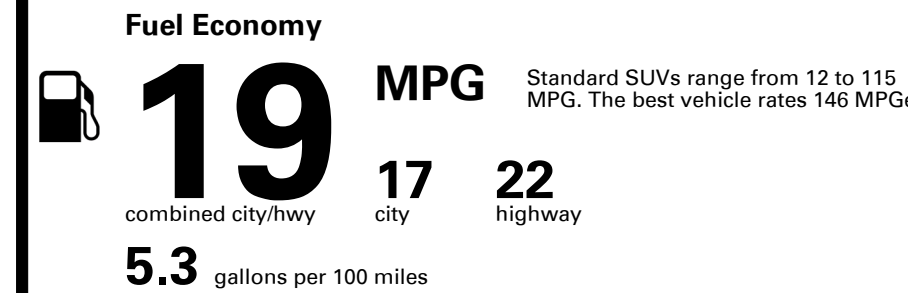 Fuel Economy
19 MPG
Standard SUVs range from 12 to 115
MPG. The best vehicle rates 146 MPGe
17 22
combined city/hwy city highway
5.3 gallons per 100 miles